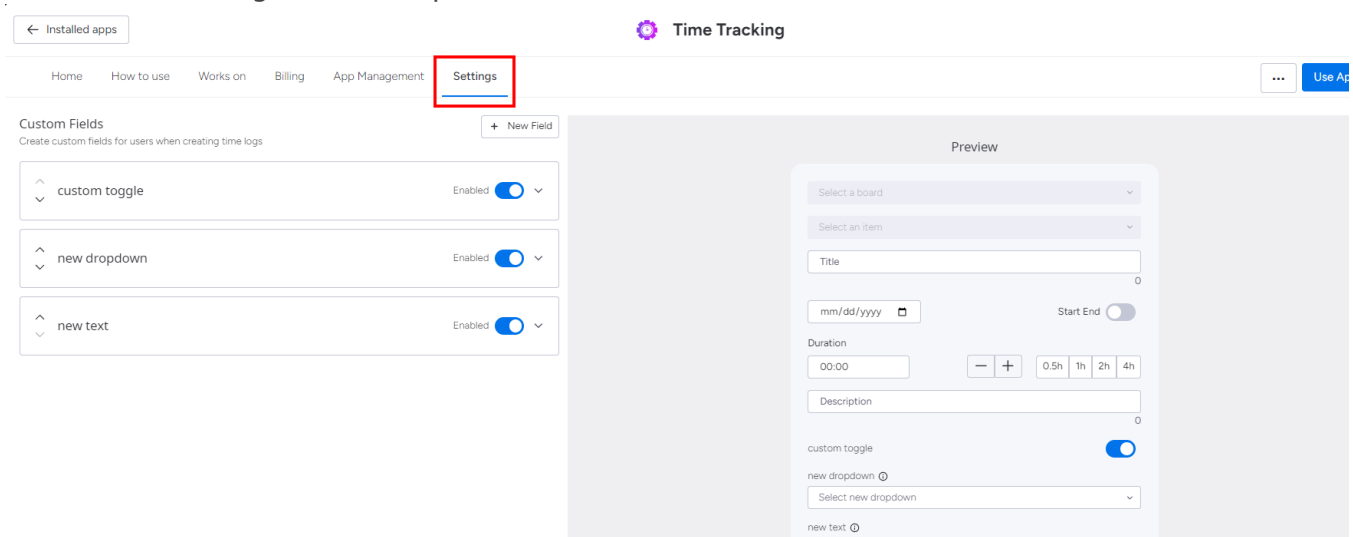 Installed apps
Time Tracking
Home How to use Works on Billing App Management Settings
... Use Ap
Custom Fields
+ New Field
Create custom fields for users when creating time logs
custom toggle Enabled
new dropdown Enabled
new text Enabled
Preview
Select a board
Select an item
Title
0
mm/dd/yyyy Start End
Duration
00:00 0.5h 1h 2h 4h
Description
0
custom toggle
new dropdown
Select new dropdown
new text